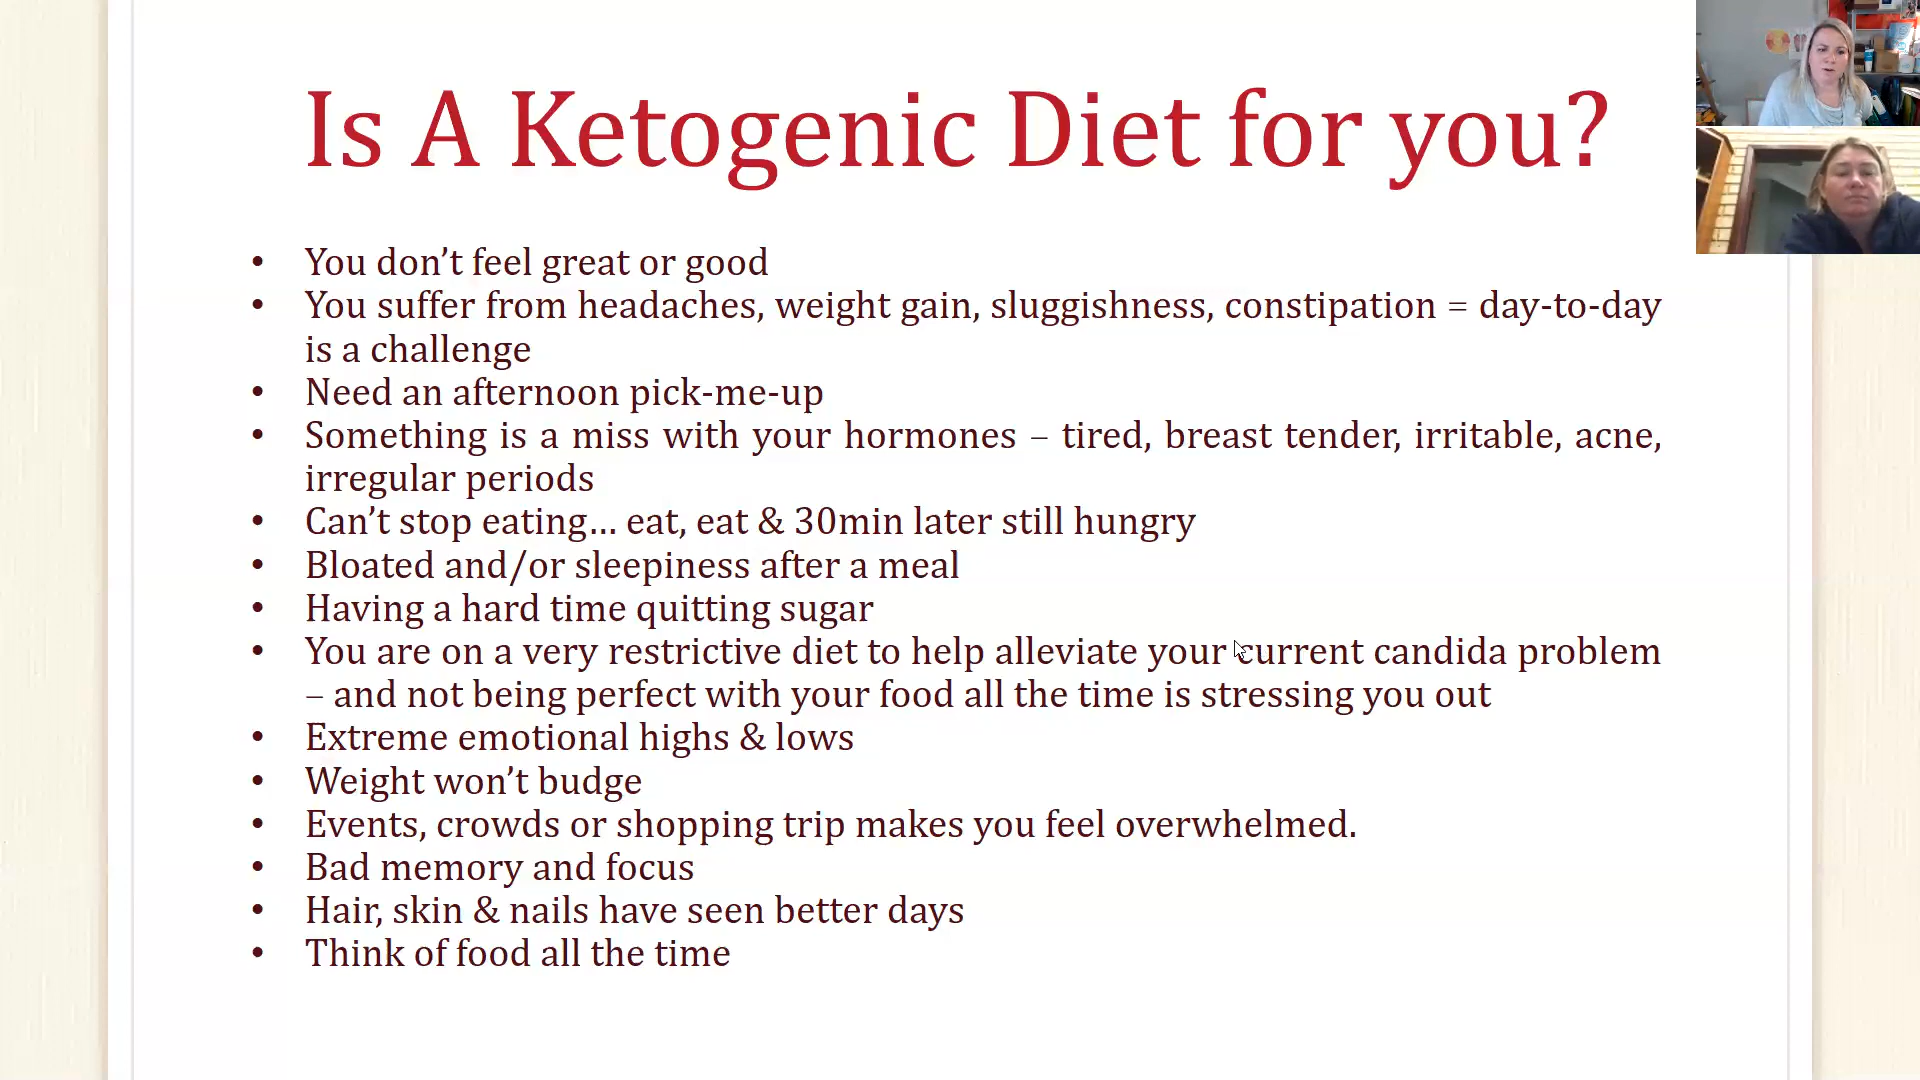 Is A Ketogenic Diet for you?
• You don’t feel great or good
• You suffer from headaches, weight gain, sluggishness, constipation = day-to-day
is a challenge
• Need an afternoon pick-me-up
• Something is a miss with your hormones – tired, breast tender, irritable, acne,
irregular periods
• Can’t stop eating... eat, eat & 30min later still hungry
• Bloated and/or sleepiness after a meal
• Having a hard time quitting sugar
• You are on a very restrictive diet to help alleviate your current candida problem
– and not being perfect with your food all the time is stressing you out
• Extreme emotional highs & lows
• Weight won’t budge
• Events, crowds or shopping trip makes you feel overwhelmed.
• Bad memory and focus
• Hair, skin & nails have seen better days
• Think of food all the time